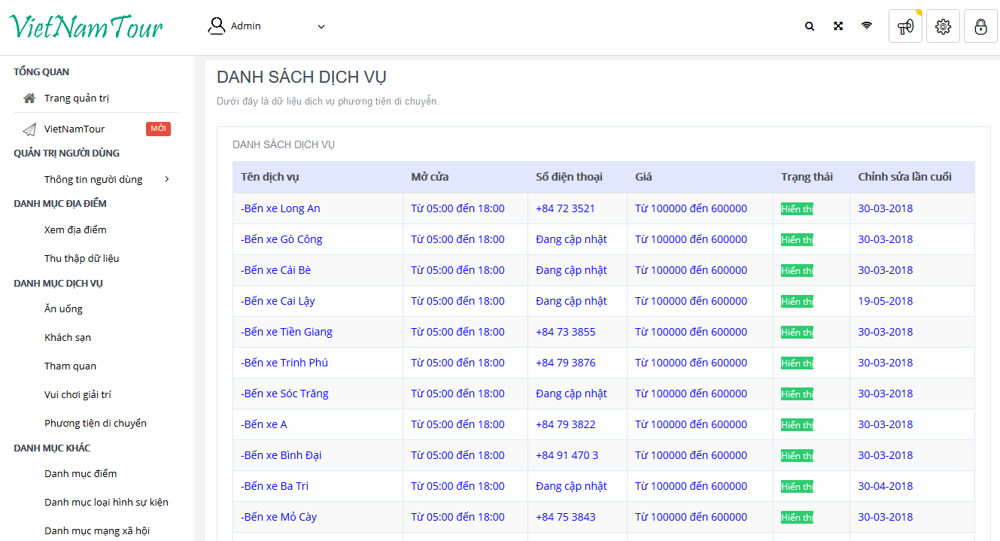 VietNamTour
Admin
TỔNG QUAN
Trang quản trị
VietNamTour MỚI
QUẢN TRỊ NGƯỜI DÙNG
Thông tin người dùng
DANH MỤC ĐỊA ĐIỂM
Xem địa điểm
Thu thập dữ liệu
DANH MỤC DỊCH VỤ
Ăn uống
Khách sạn
Tham quan
Vui chơi giải trí
Phương tiện di chuyển
DANH MỤC KHÁC
Danh mục điểm
Danh mục loại hình sự kiện
Danh mục mạng xã hội
DANH SÁCH DỊCH VỤ
Dưới đây là dữ liệu dịch vụ phương tiện di chuyển.
DANH SÁCH DỊCH VỤ
Tên dịch vụ Mở cửa Số điện thoại Giá Trạng thái Chỉnh sửa lần cuối
-Bến xe Long An Từ 05:00 đến 18:00 +84 72 3521 Từ 100000 đến 600000 Hiển thị 30-03-2018
-Bến xe Gò Công Từ 05:00 đến 18:00 Đang cập nhật Từ 100000 đến 600000 Hiển thị 30-03-2018
-Bến xe Cái Bè Từ 05:00 đến 18:00 Đang cập nhật Từ 100000 đến 600000 Hiển thị 30-03-2018
-Bến xe Cai Lậy Từ 05:00 đến 18:00 Đang cập nhật Từ 100000 đến 600000 Hiển thị 19-05-2018
-Bến xe Tiền Giang Từ 05:00 đến 18:00 +84 73 3855 Từ 100000 đến 600000 Hiển thị 30-03-2018
-Bến xe Trinh Phú Từ 05:00 đến 18:00 +84 79 3876 Từ 100000 đến 600000 Hiển thị 30-03-2018
-Bến xe Sóc Trăng Từ 05:00 đến 18:00 Đang cập nhật Từ 100000 đến 600000 Hiển thị 30-03-2018
-Bến xe A Từ 05:00 đến 18:00 +84 79 3822 Từ 100000 đến 600000 Hiển thị 30-03-2018
-Bến xe Bình Đại Từ 05:00 đến 18:00 +84 91 470 3 Từ 100000 đến 600000 Hiển thị 30-03-2018
-Bến xe Ba Tri Từ 05:00 đến 18:00 Đang cập nhật Từ 100000 đến 600000 Hiển thị 30-04-2018
-Bến xe Mỏ Cày Từ 05:00 đến 18:00 +84 75 3843 Từ 100000 đến 600000 Hiển thị 30-03-2018